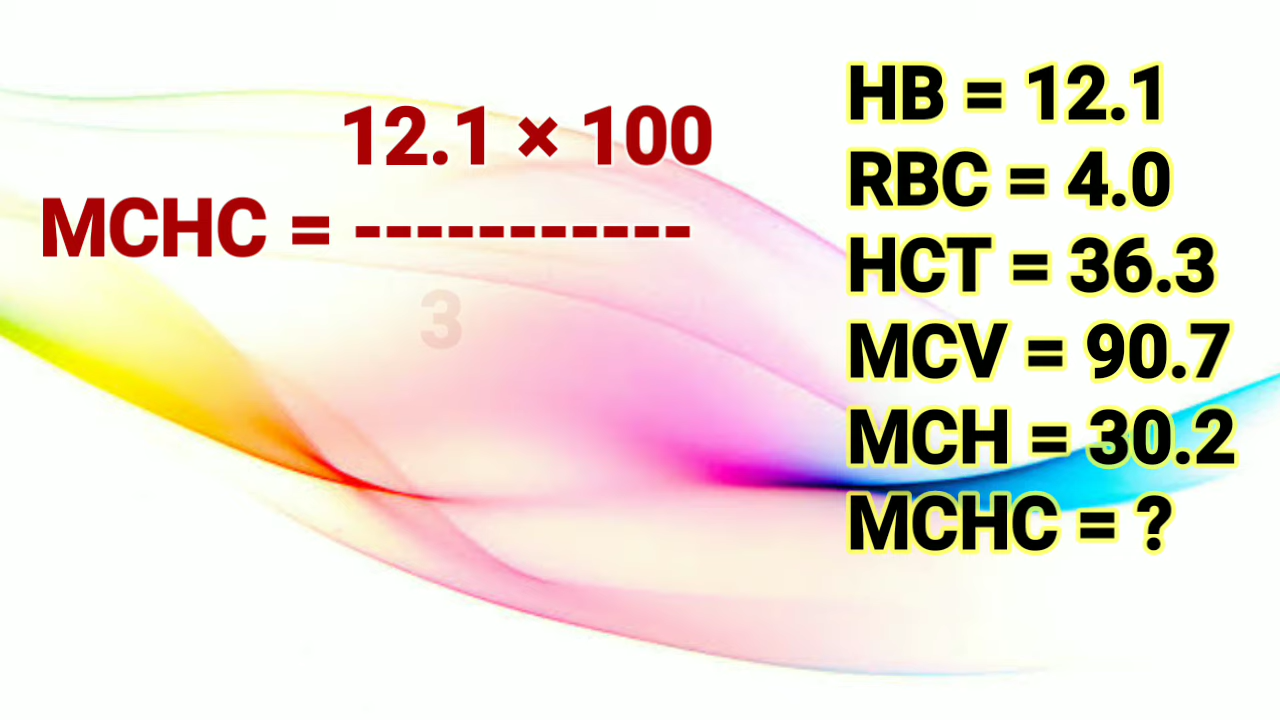 12.1 × 100
MCHC = -----------
3
HB = 12.1
RBC = 4.0
HCT = 36.3
MCV = 90.7
MCH = 30.2
MCHC = ?